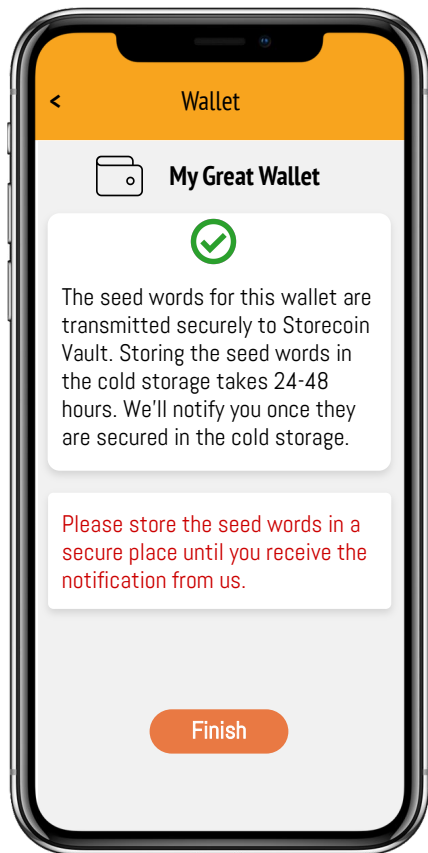 < Wallet
My Great Wallet
The seed words for this wallet are
transmitted securely to Storecoin
Vault. Storing the seed words in
the cold storage takes 24-48
hours. We'll notify you once they
are secured in the cold storage.
Please store the seed words in a
secure place until you receive the
notification from us.
Finish